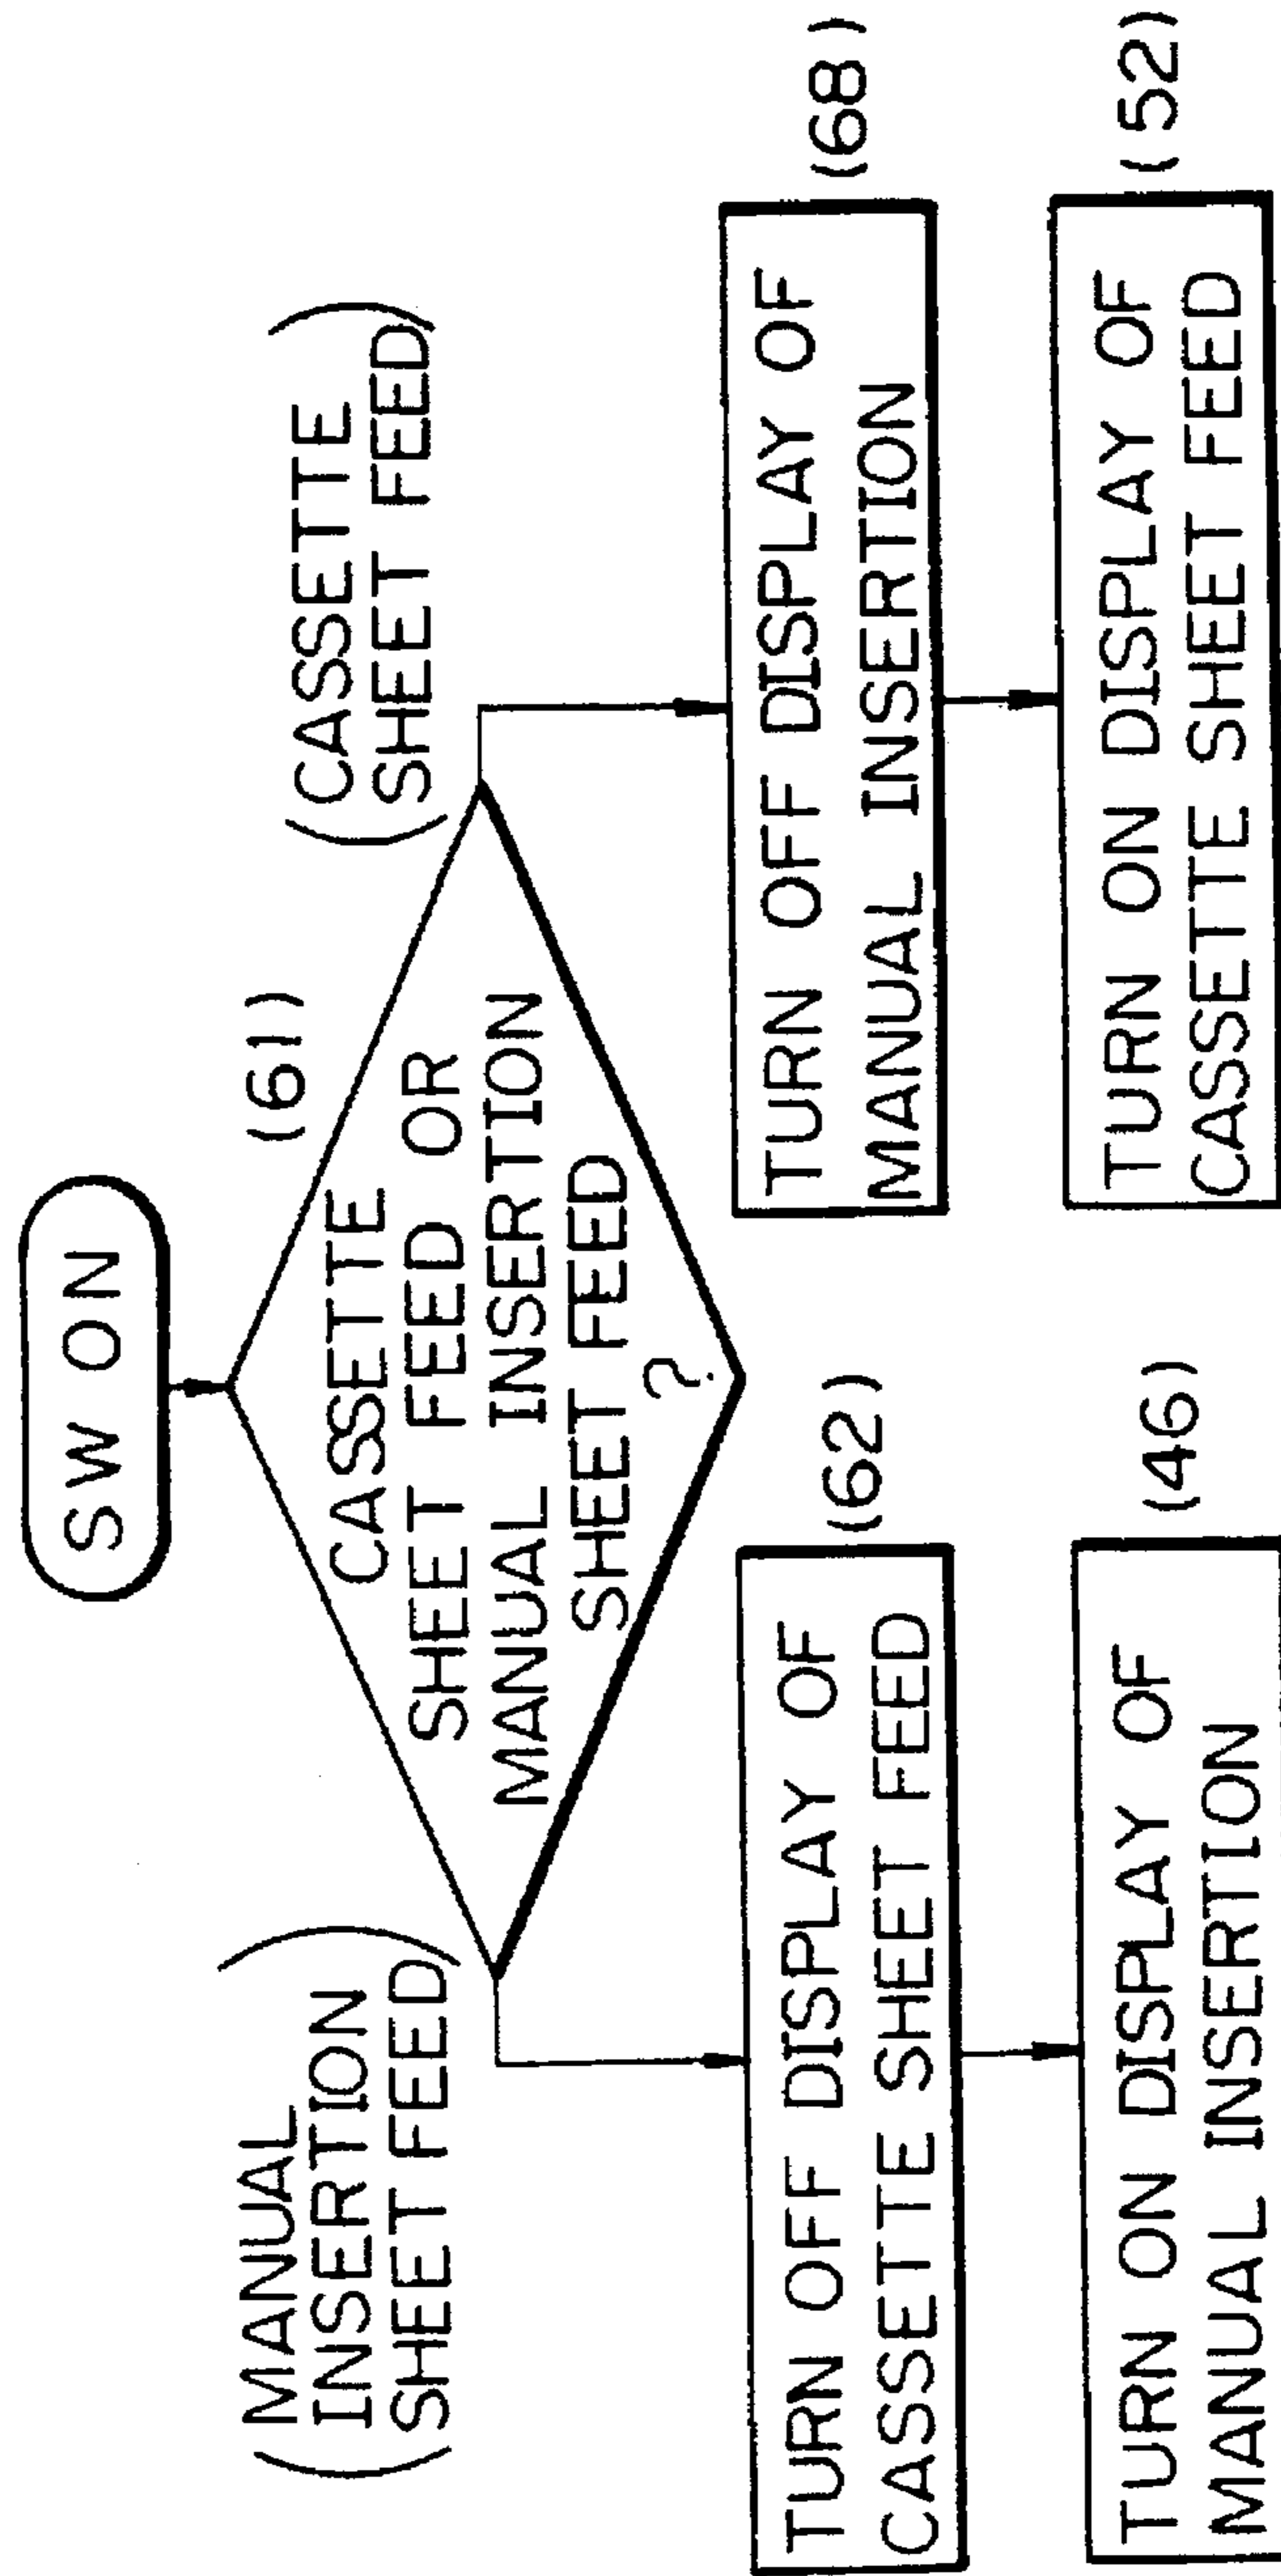 SW ON
(61)
CASSETTE
SHEET FEED OR
MANUAL INSERTION
SHEET FEED
?
(MANUAL
INSERTION
SHEET FEED)
(CASSETTE
SHEET FEED)
(62)
TURN OFF DISPLAY OF
CASSETTE SHEET FEED
(46)
TURN ON DISPLAY OF
MANUAL INSERTION
(68)
TURN OFF DISPLAY OF
MANUAL INSERTION
(52)
TURN ON DISPLAY OF
CASSETTE SHEET FEED